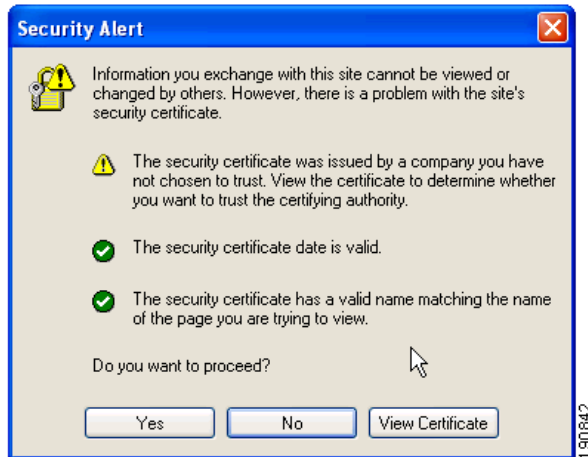 Security Alert
Information you exchange with this site cannot be viewed or
changed by others. However, there is a problem with the site's
security certificate.
The security certificate was issued by a company you have
not chosen to trust. View the certificate to determine whether
you want to trust the certifying authority.
The security certificate date is valid.
The security certificate has a valid name matching the name
of the page you are trying to view.
Do you want to proceed?
Yes
No
View Certificate
190842